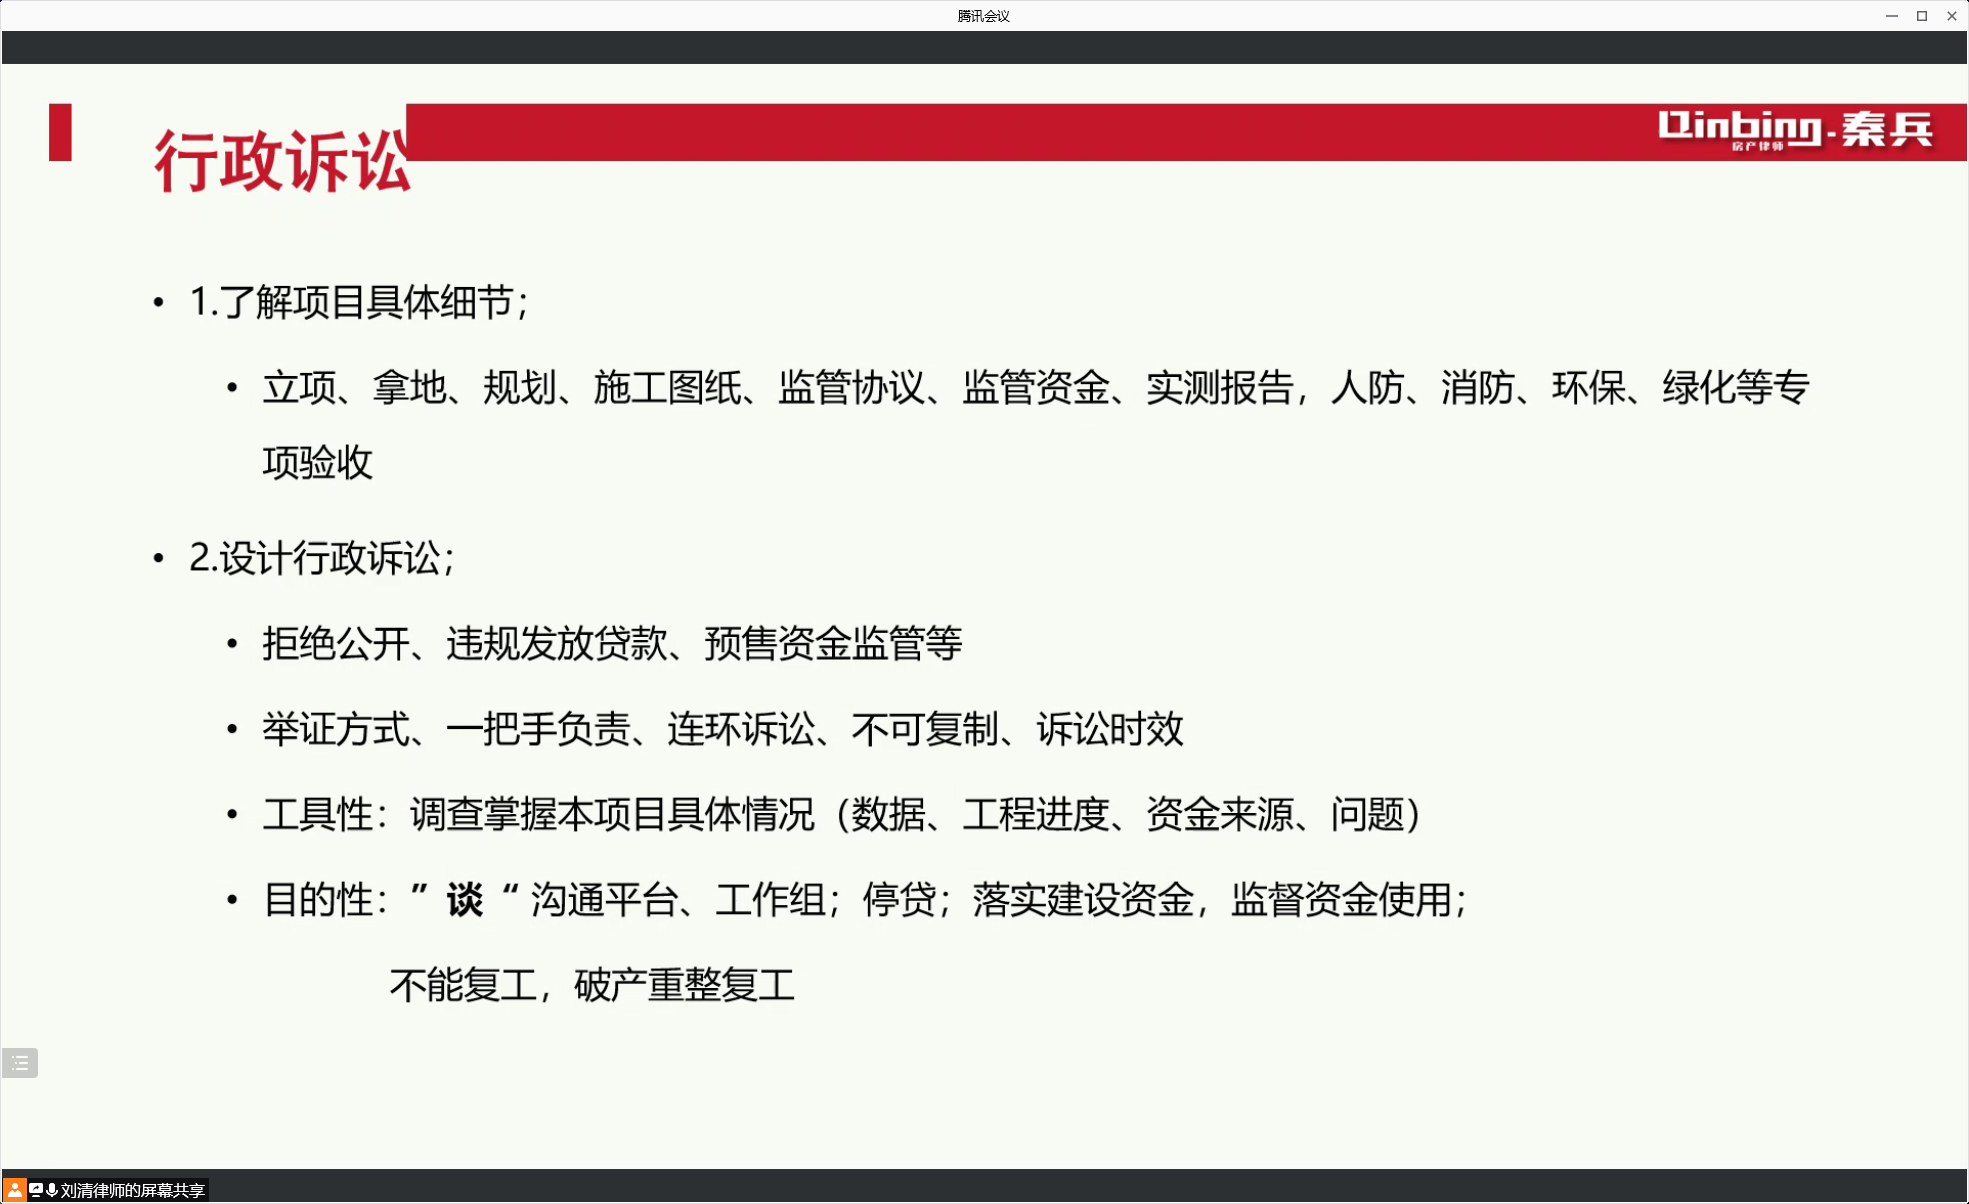 腾讯会议
Qinbing-秦兵
房产律师
行政诉讼
• 1.了解项目具体细节；
• 立项、拿地、规划、施工图纸、监管协议、监管资金、实测报告，人防、消防、环保、绿化等专
项验收
• 2.设计行政诉讼；
• 拒绝公开、违规发放贷款、预售资金监管等
• 举证方式、一把手负责、连环诉讼、不可复制、诉讼时效
• 工具性：调查掌握本项目具体情况（数据、工程进度、资金来源、问题）
• 目的性：”谈“沟通平台、工作组；停贷；落实建设资金，监督资金使用；
不能复工，破产重整复工
刘清律师的屏幕共享